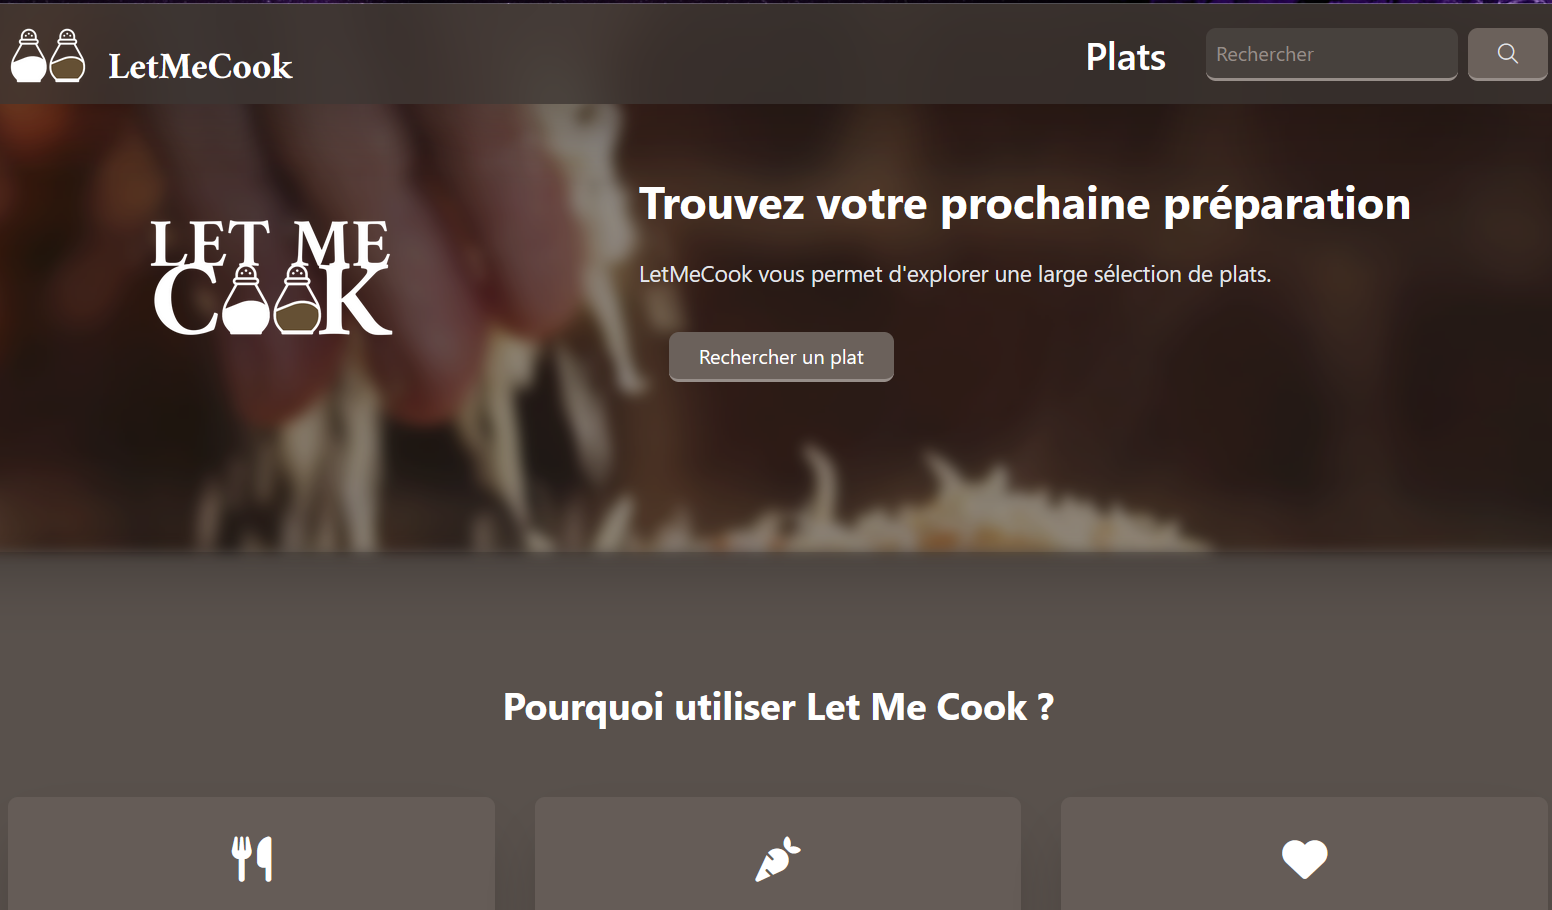 LetMeCook
Plats
Rechercher
LET ME
COOK
Trouvez votre prochaine préparation
LetMeCook vous permet d'explorer une large sélection de plats.
Rechercher un plat
Pourquoi utiliser Let Me Cook ?